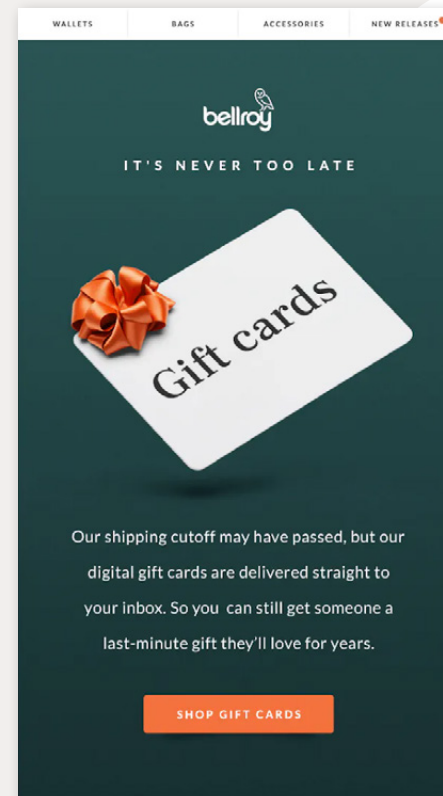 WALLETS BAGS ACCESSORIES NEW RELEASES
bellroy
IT'S NEVER TOO LATE
Gift cards
Our shipping cutoff may have passed, but our
digital gift cards are delivered straight to
your inbox. So you can still get someone a
last-minute gift they'll love for years.
SHOP GIFT CARDS